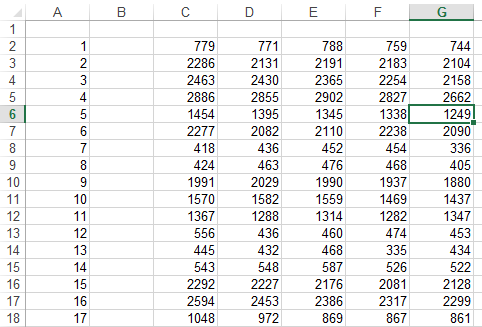 A B C D E F G
1
2 1 779 771 788 759 744
3 2 2286 2131 2191 2183 2104
4 3 2463 2430 2365 2254 2158
5 4 2886 2855 2902 2827 2662
6 5 1454 1395 1345 1338 1249
7 6 2277 2082 2110 2238 2090
8 7 418 436 452 454 336
9 8 424 463 476 468 405
10 9 1991 2029 1990 1937 1880
11 10 1570 1582 1559 1469 1437
12 11 1367 1288 1314 1282 1347
13 12 556 436 460 474 453
14 13 445 432 468 335 434
15 14 543 548 587 526 522
16 15 2292 2227 2176 2081 2128
17 16 2594 2453 2386 2317 2299
18 17 1048 972 869 867 861